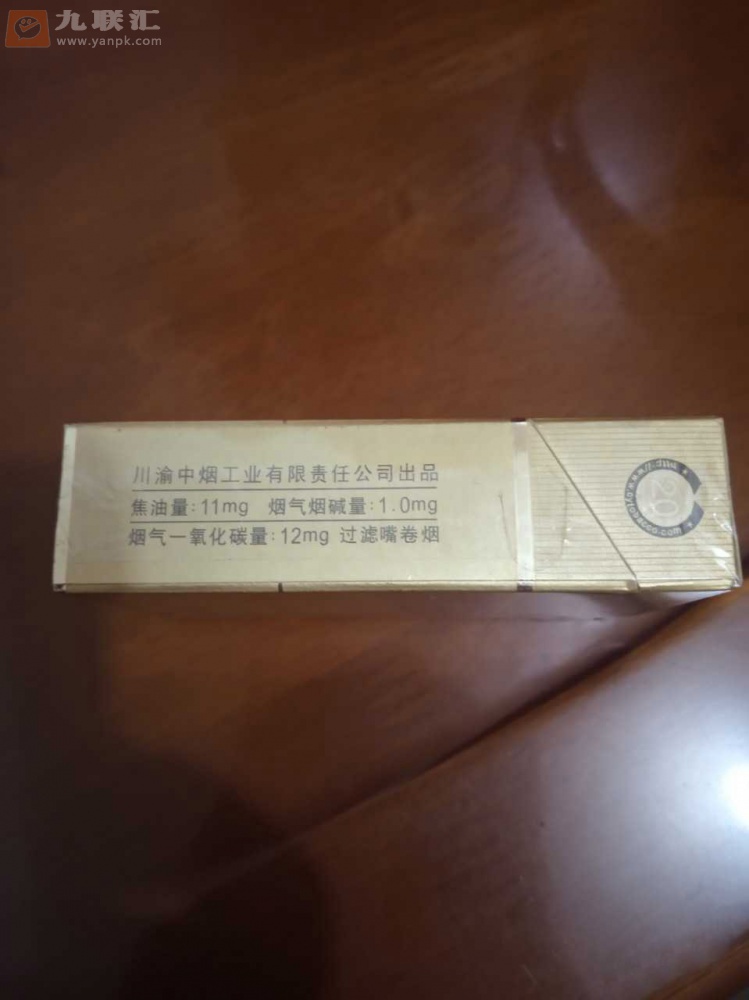 九联汇
www.yanpk.com
川渝中烟工业有限责任公司出品
焦油量:11mg 烟气烟碱量:1.0mg
烟气一氧化碳量:12mg 过滤嘴卷烟